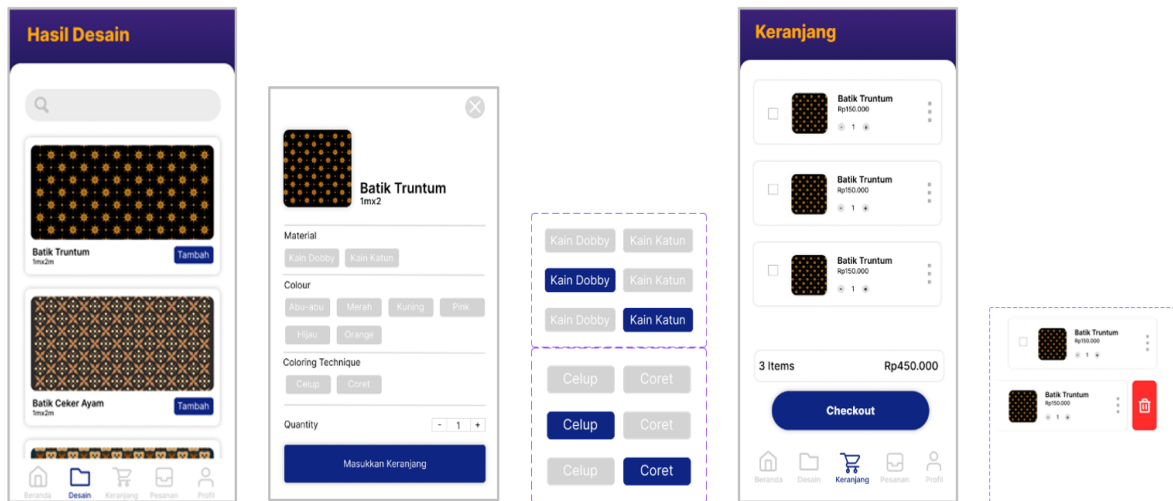 Hasil Desain
Batik Truntum
1mx2m
Tambah
Batik Ceker Ayam
1mx2m
Tambah
Beranda
Desain
Keranjang
Pesanan
Profil
Batik Truntum
1mx2
Material
Kain Dobby
Kain Katun
Colour
Abu-abu
Merah
Kuning
Pink
Hijau
Orange
Coloring Technique
Celup
Coret
Quantity
- 1 +
Masukkan Keranjang
Kain Dobby
Kain Katun
Kain Dobby
Kain Katun
Kain Dobby
Kain Katun
Celup
Coret
Celup
Coret
Celup
Coret
Keranjang
Batik Truntum
Rp150.000
- 1 +
Batik Truntum
Rp150.000
- 1 +
Batik Truntum
Rp150.000
- 1 +
3 Items
Rp450.000
Checkout
Beranda
Desain
Keranjang
Pesanan
Profil
Batik Truntum
Rp150.000
- 1 +
Batik Truntum
Rp150.000
- 1 +